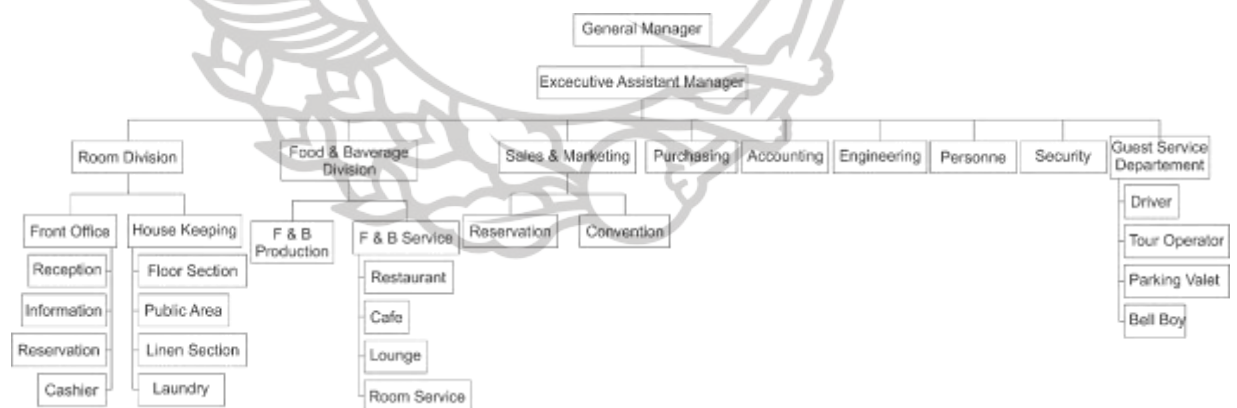 General Manager
Excecutive Assistant Manager
Room Division
Food & Baverage
Division
Sales & Marketing
Purchasing
Accounting
Engineering
Personne
Security
Guest Service
Departement
Front Office
House Keeping
F & B
Production
F & B Service
Reservation
Convention
Driver
Reception
Floor Section
Restaurant
Tour Operator
Information
Public Area
Cafe
Parking Valet
Reservation
Linen Section
Lounge
Bell Boy
Cashier
Laundry
Room Service